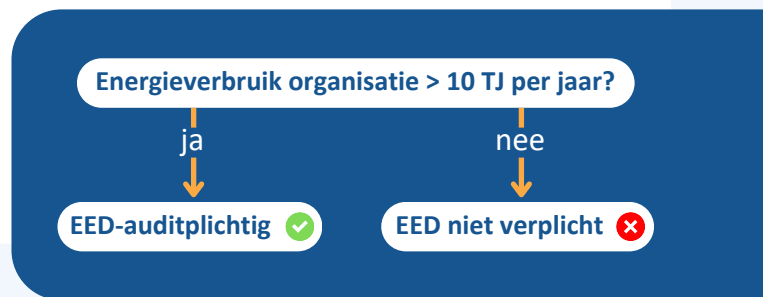 Energieverbruik organisatie > 10 TJ per jaar?
ja
nee
EED-auditplichtig
EED niet verplicht